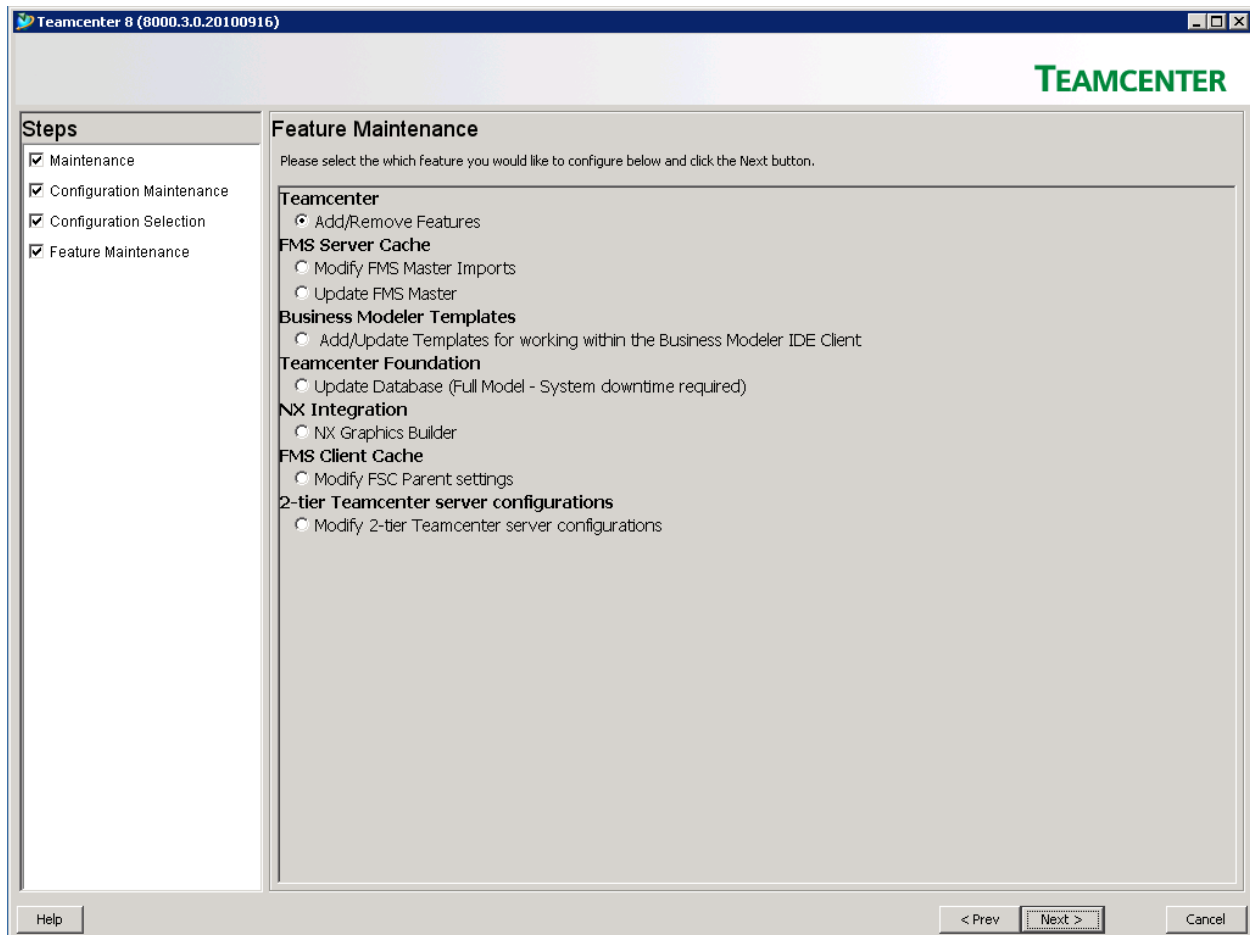 Teamcenter 8 (8000.3.0.20100916)
TEAMCENTER
Steps
Maintenance
Configuration Maintenance
Configuration Selection
Feature Maintenance
Feature Maintenance
Please select the which feature you would like to configure below and click the Next button.
Teamcenter
Add/Remove Features
FMS Server Cache
Modify FMS Master Imports
Update FMS Master
Business Modeler Templates
Add/Update Templates for working within the Business Modeler IDE Client
Teamcenter Foundation
Update Database (Full Model - System downtime required)
NX Integration
NX Graphics Builder
FMS Client Cache
Modify FSC Parent settings
2-tier Teamcenter server configurations
Modify 2-tier Teamcenter server configurations
Help
< Prev
Next >
Cancel